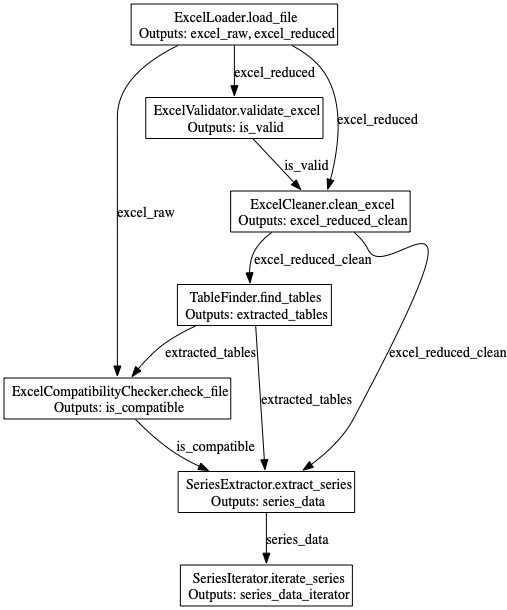 ExcelLoader.load_file
Outputs: excel_raw, excel_reduced
excel_reduced
ExcelValidator.validate_excel
Outputs: is_valid
excel_reduced
is_valid
ExcelCleaner.clean_excel
Outputs: excel_reduced_clean
excel_raw
excel_reduced_clean
TableFinder.find_tables
Outputs: extracted_tables
extracted_tables
excel_reduced_clean
ExcelCompatibilityChecker.check_file
Outputs: is_compatible
extracted_tables
is_compatible
SeriesExtractor.extract_series
Outputs: series_data
series_data
SeriesIterator.iterate_series
Outputs: series_data_iterator